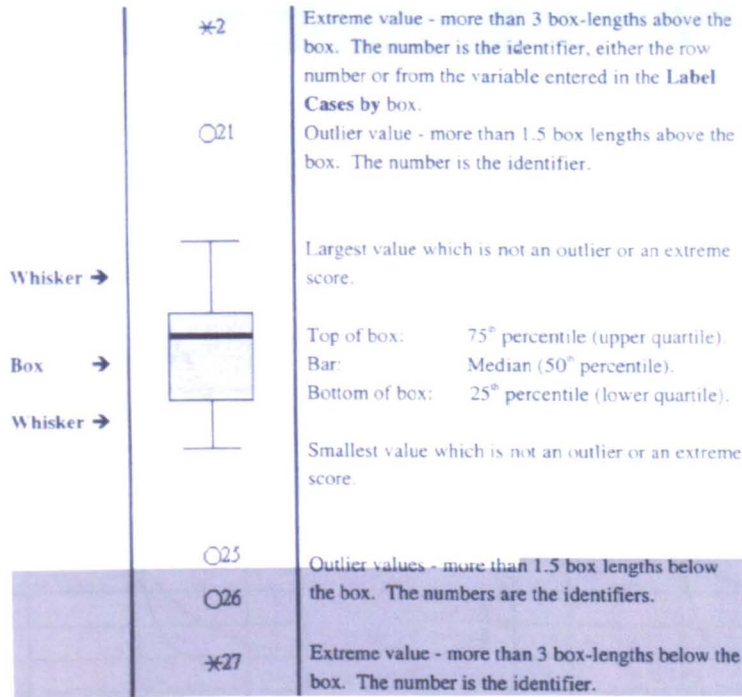 *2
Extreme value - more than 3 box-lengths above the
box. The number is the identifier, either the row
number or from the variable entered in the Label
Cases by box.
○21
Outlier value - more than 1.5 box lengths above the
box. The number is the identifier.
Largest value which is not an outlier or an extreme
score.
Whisker →
Top of box: 75th percentile (upper quartile).
Box →
Bar: Median (50th percentile).
Bottom of box: 25th percentile (lower quartile).
Whisker →
Smallest value which is not an outlier or an extreme
score.
○25
Outlier values - more than 1.5 box lengths below
○26
the box. The numbers are the identifiers.
*27
Extreme value - more than 3 box-lengths below the
box. The number is the identifier.